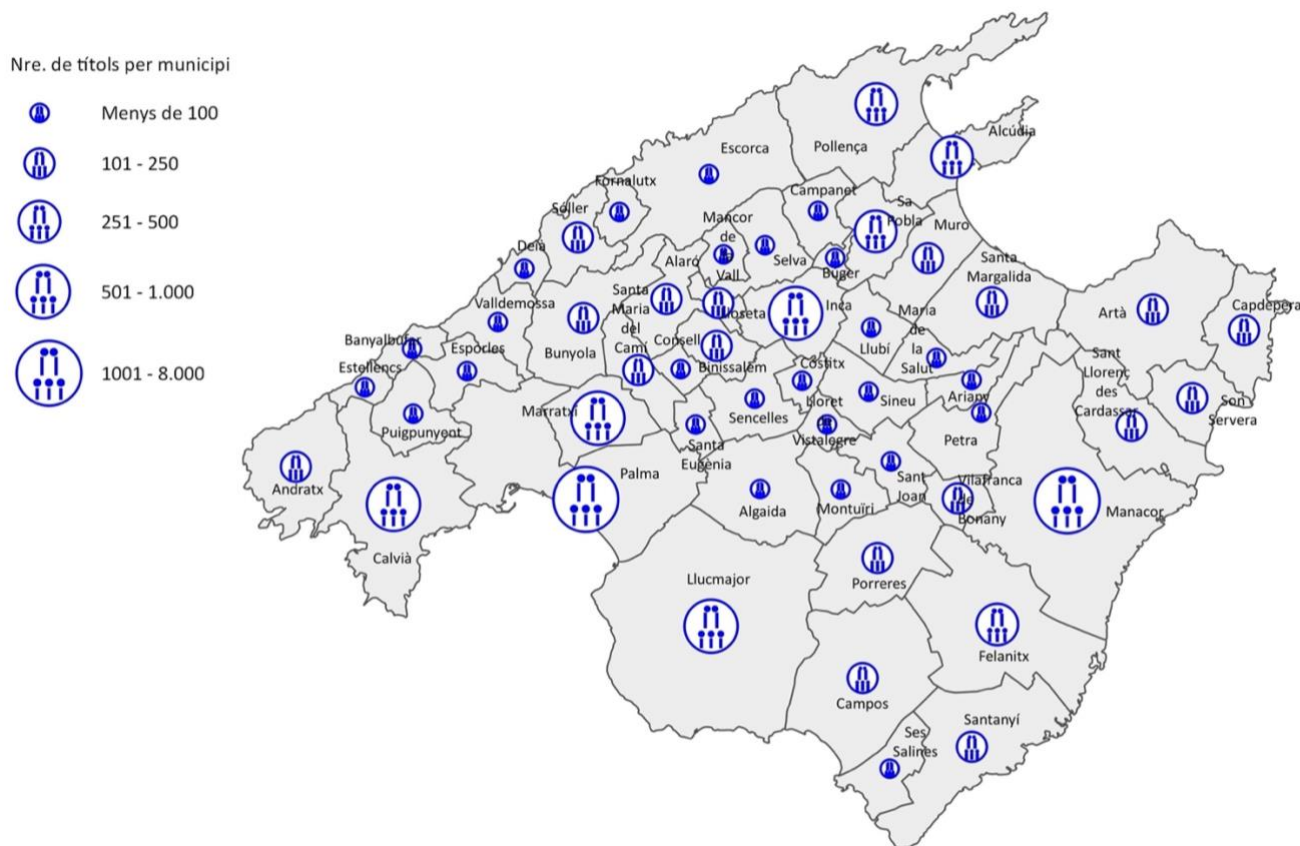 Nre. de títols per municipi
Menys de 100
101 - 250
251 - 500
501 - 1.000
1001 - 8.000
Alcúdia
Pollença
Escorca
Fornalutx
Campanet
Sa
Pobla
Sóller
Mancor
de la
Vall
Muro
Deià
Alaró
Selva
Búger
Santa
Margalida
Santa
Maria
del
Camí
Valldemossa
Lloseta
Inca
Maria
de
la
Salut
Artà
Capdepera
Banyalbufar
Esporles
Bunyola
Consell
Binissalem
Llubí
Estellencs
Costitx
Sant
Llorenç
des
Cardassar
Puigpunyent
Marratxí
Sencelles
Lloret
de
Vistalegre
Sineu
Ariany
Son
Servera
Santa
Eugènia
Petra
Andratx
Palma
Algaida
Montuïri
Sant
Joan
Vilafranca
de
Bonany
Manacor
Calvià
Llucmajor
Porreres
Felanitx
Campos
Ses
Salines
Santanyí